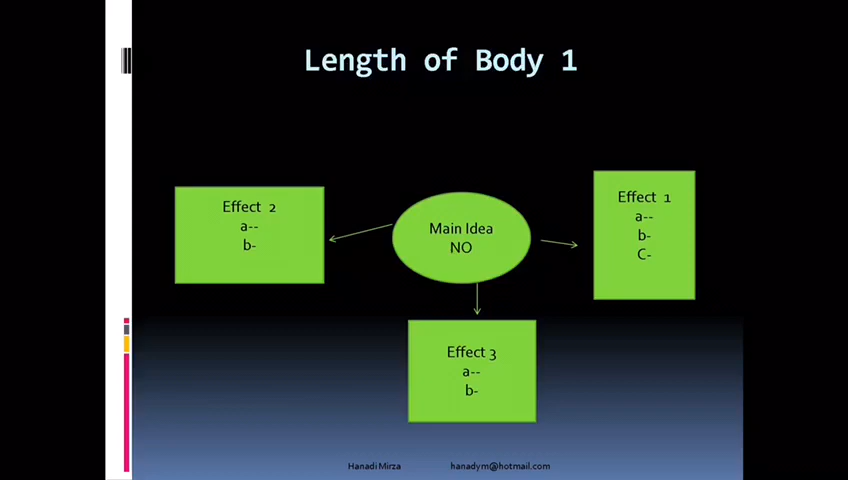 Length of Body 1
Effect 2
a--
b-
Main Idea
NO
Effect 1
a--
b-
C-
Effect 3
a--
b-
Hanadi Mirza hanadym@hotmail.com